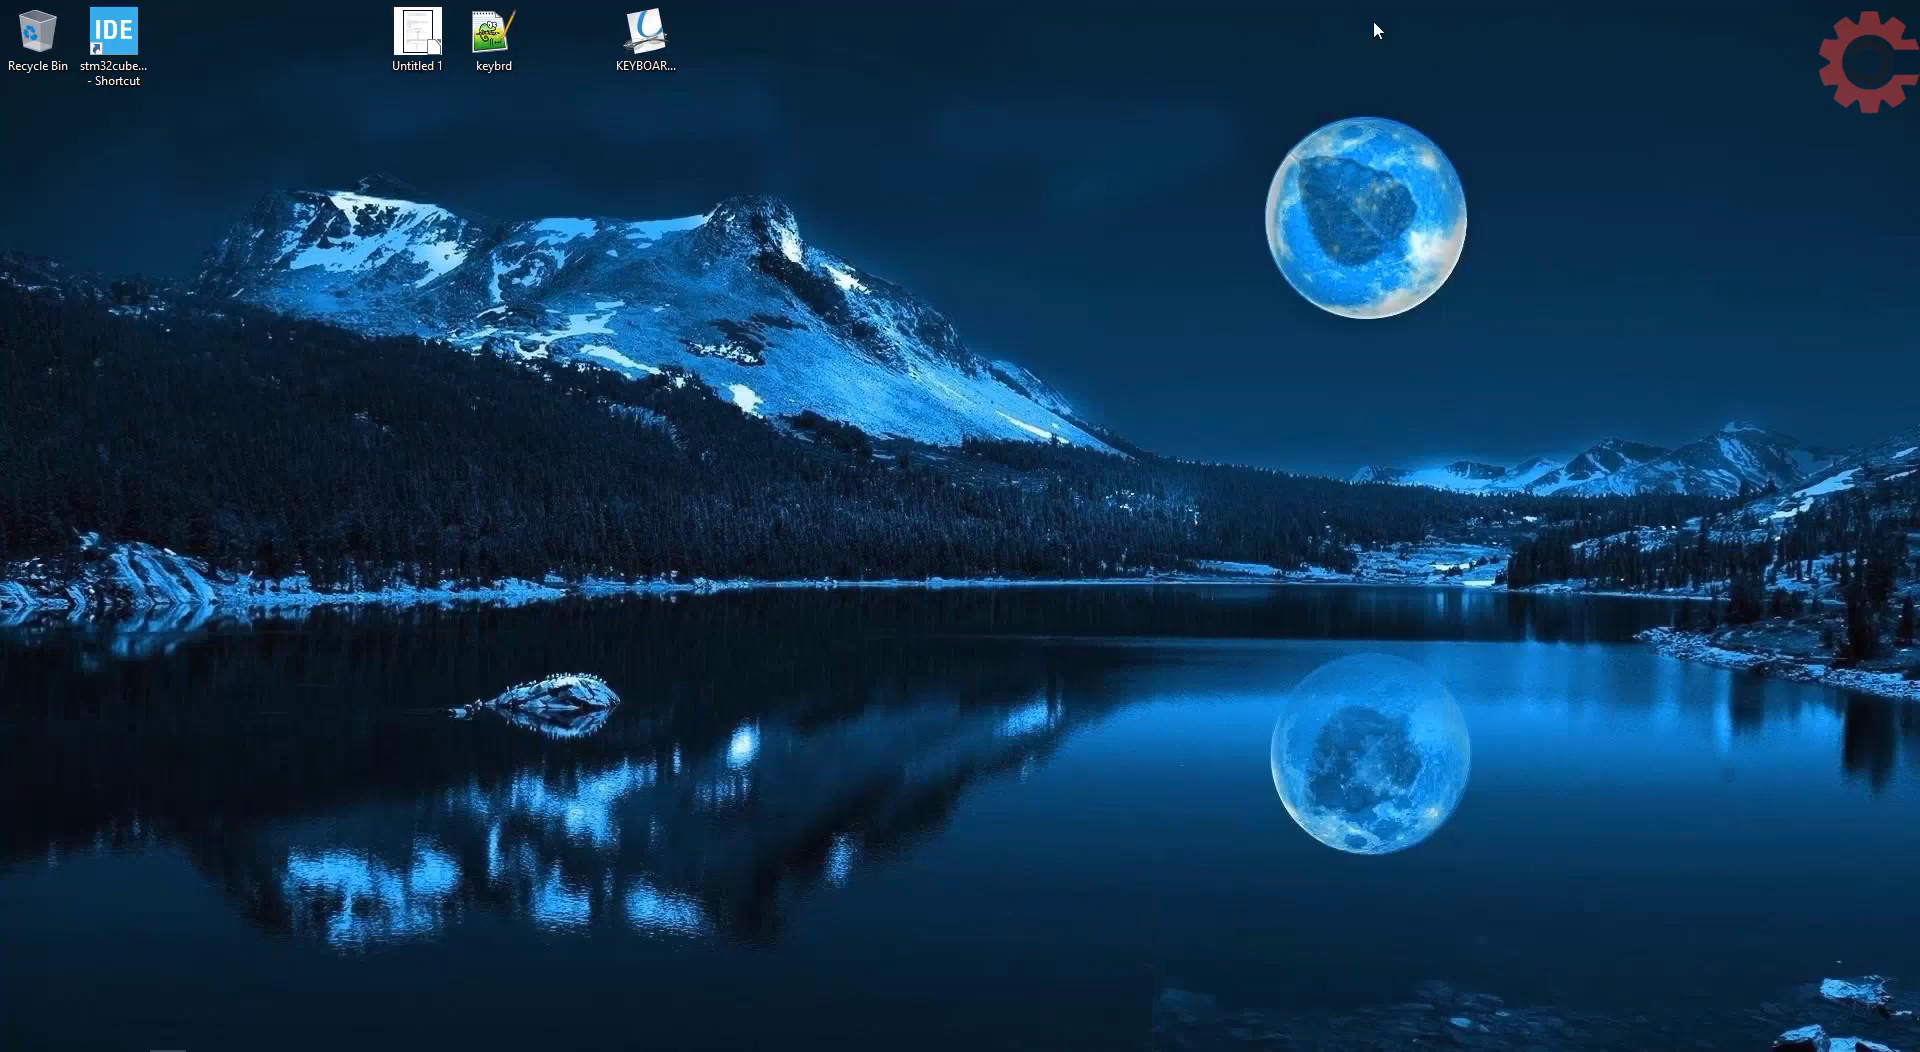 IDE
Recycle Bin
stm32cube...
- Shortcut
Untitled 1
keybrd
KEYBOAR...